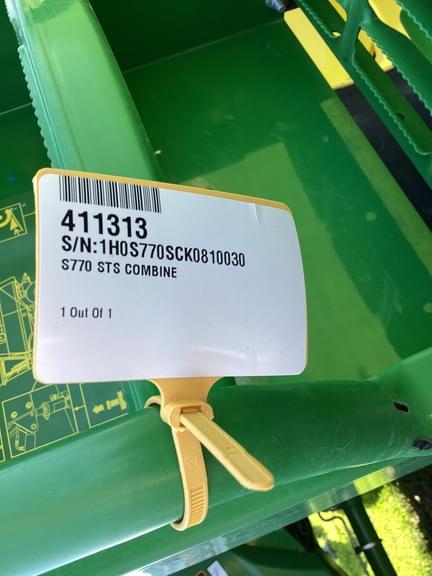 411313
S/N:1H0S770SCK0810030
S770 STS COMBINE
1 Out Of 1